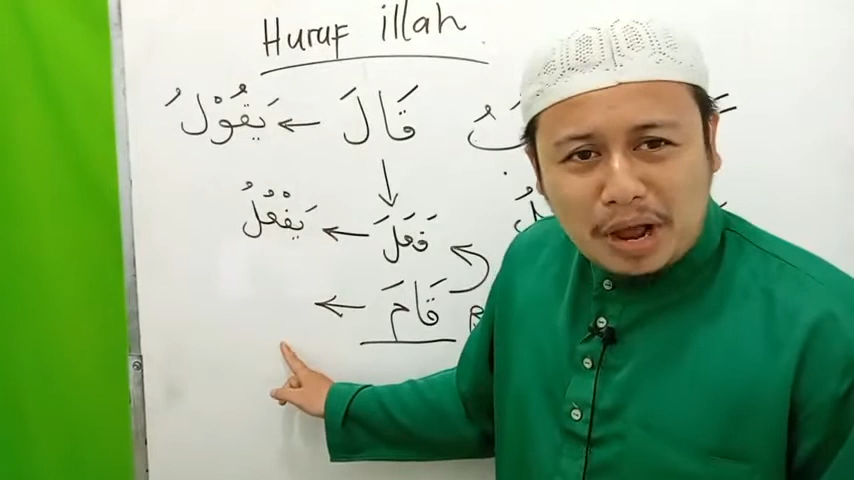 Huruf illah
قَالَ ← يَقُوْلُ
↓
فَعَلَ ← يَفْعُلُ
قَامَ ←